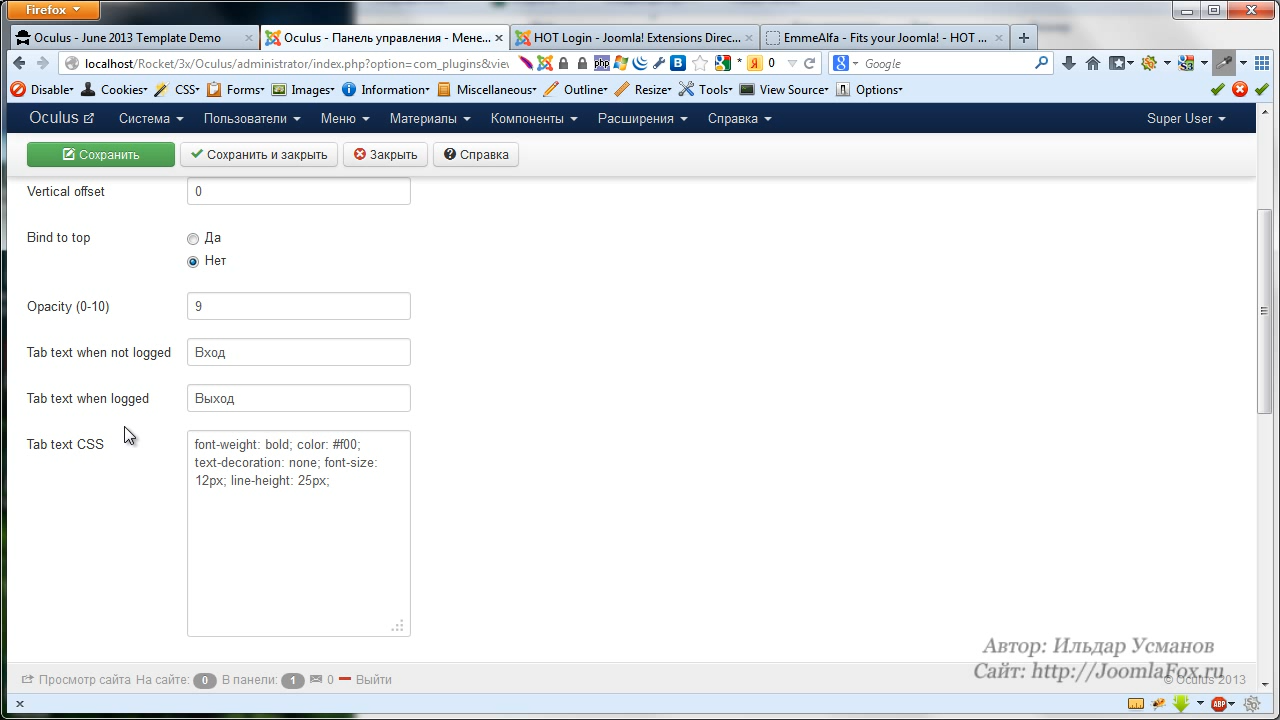 Firefox
Oculus - June 2013 Template Demo
Oculus - Панель управления - Мене...
HOT Login - Joomla! Extensions Direc...
EmmeAlfa - Fits your Joomla! - HOT ...
localhost/Rocket/3x/Oculus/administrator/index.php?option=com_plugins&view
0
Google
Disable
Cookies
CSS
Forms
Images
Information
Miscellaneous
Outline
Resize
Tools
View Source
Options
Oculus
Система
Пользователи
Меню
Материалы
Компоненты
Расширения
Справка
Super User
Сохранить
Сохранить и закрыть
Закрыть
Справка
Vertical offset
0
Bind to top
Да
Нет
Opacity (0-10)
9
Tab text when not logged
Вход
Tab text when logged
Выход
Tab text CSS
font-weight: bold; color: #f00;
text-decoration: none; font-size:
12px; line-height: 25px;
Автор: Ильдар Усманов
Сайт: http://JoomlaFox.ru
Просмотр сайта
На сайте: 0
В панели: 1
0
Выйти
© Oculus 2013